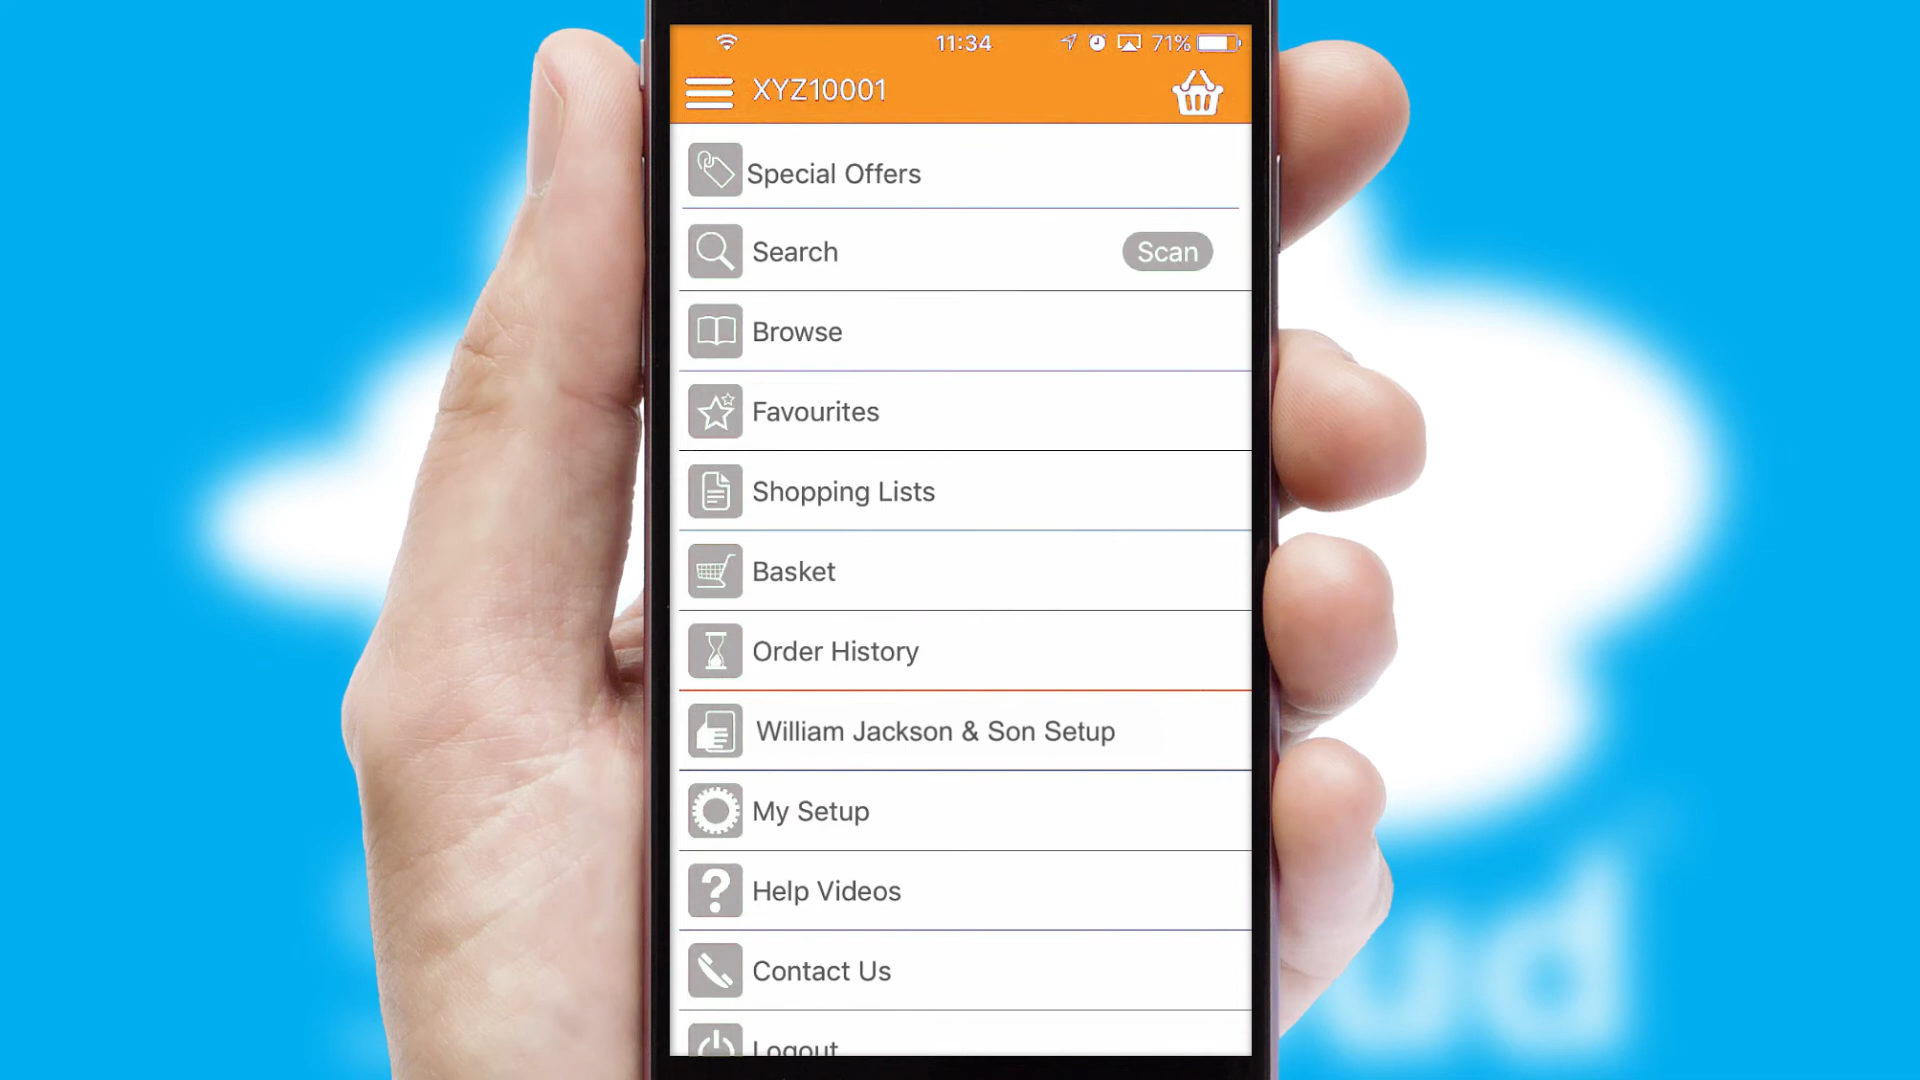 11:34
71%
XYZ10001
Special Offers
Search
Scan
Browse
Favourites
Shopping Lists
Basket
Order History
William Jackson & Son Setup
My Setup
Help Videos
Contact Us
Logout
ud